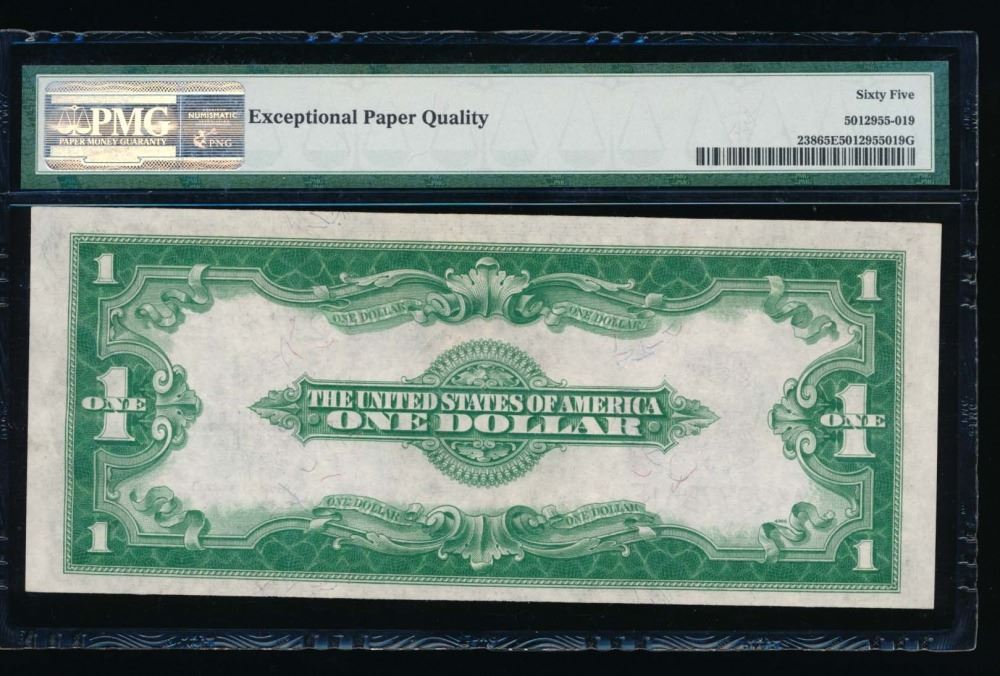 PMG
PAPER MONEY GUARANTY
NUMISMATIC
PNG
Exceptional Paper Quality
Sixty Five
5012955-019
23865E5012955019G
1
1
ONE DOLLAR
ONE DOLLAR
1
ONE
THE UNITED STATES OF AMERICA
ONE DOLLAR
1
ONE
ONE DOLLAR
ONE DOLLAR
1
1